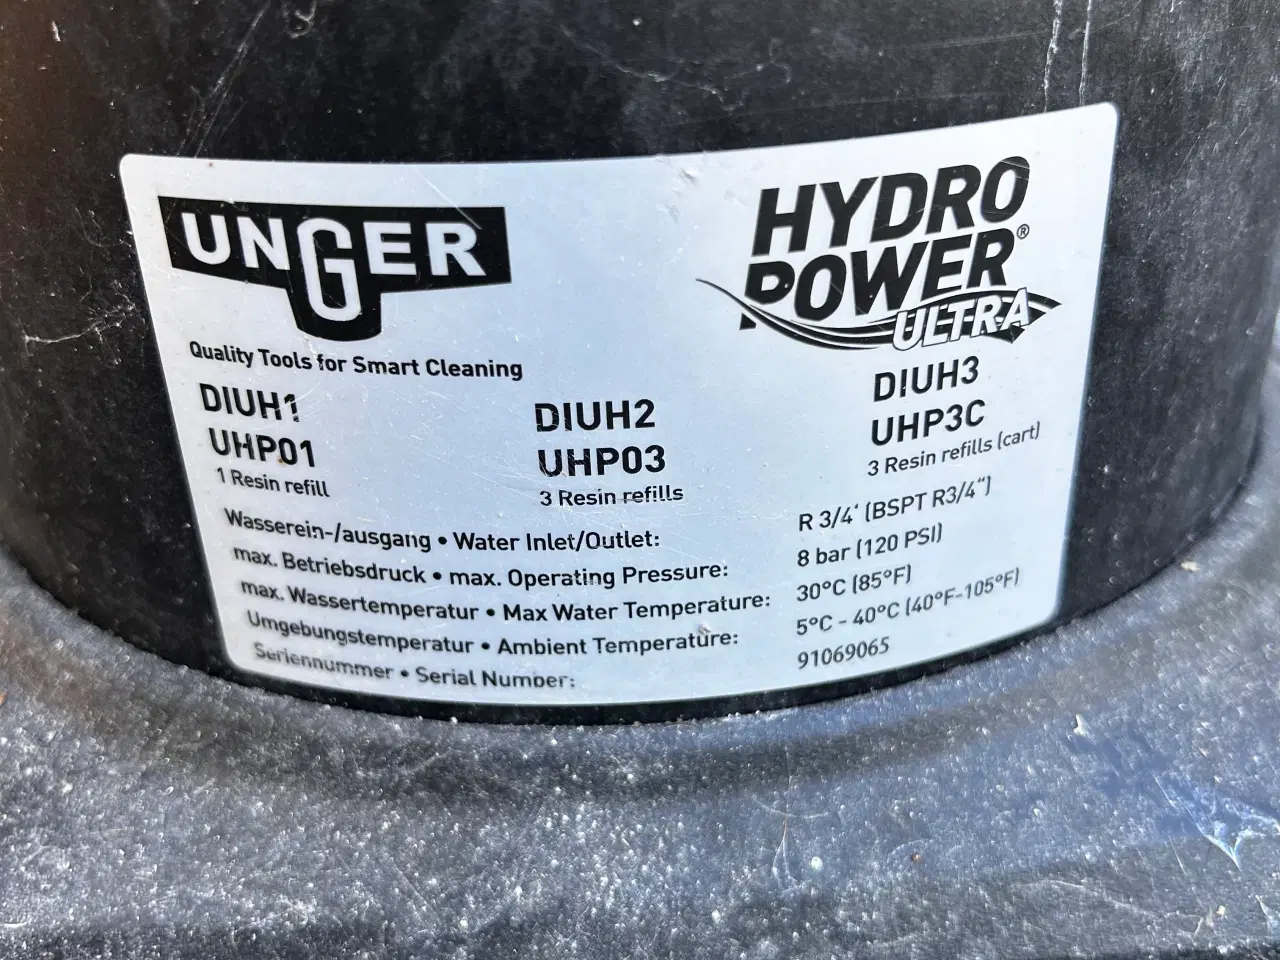 UNGER
HYDRO
POWER®
ULTRA
Quality Tools for Smart Cleaning
DIUH1
UHP01
1 Resin refill
DIUH2
UHP03
3 Resin refills
DIUH3
UHP3C
3 Resin refills (cart)
Wasserein-/ausgang • Water Inlet/Outlet: R 3/4' (BSPT R3/4“)
max. Betriebsdruck • max. Operating Pressure: 8 bar (120 PSI)
max. Wassertemperatur • Max Water Temperature: 30°C (85°F)
Umgebungstemperatur • Ambient Temperature: 5°C - 40°C (40°F-105°F)
Seriennummer • Serial Number: 91069065